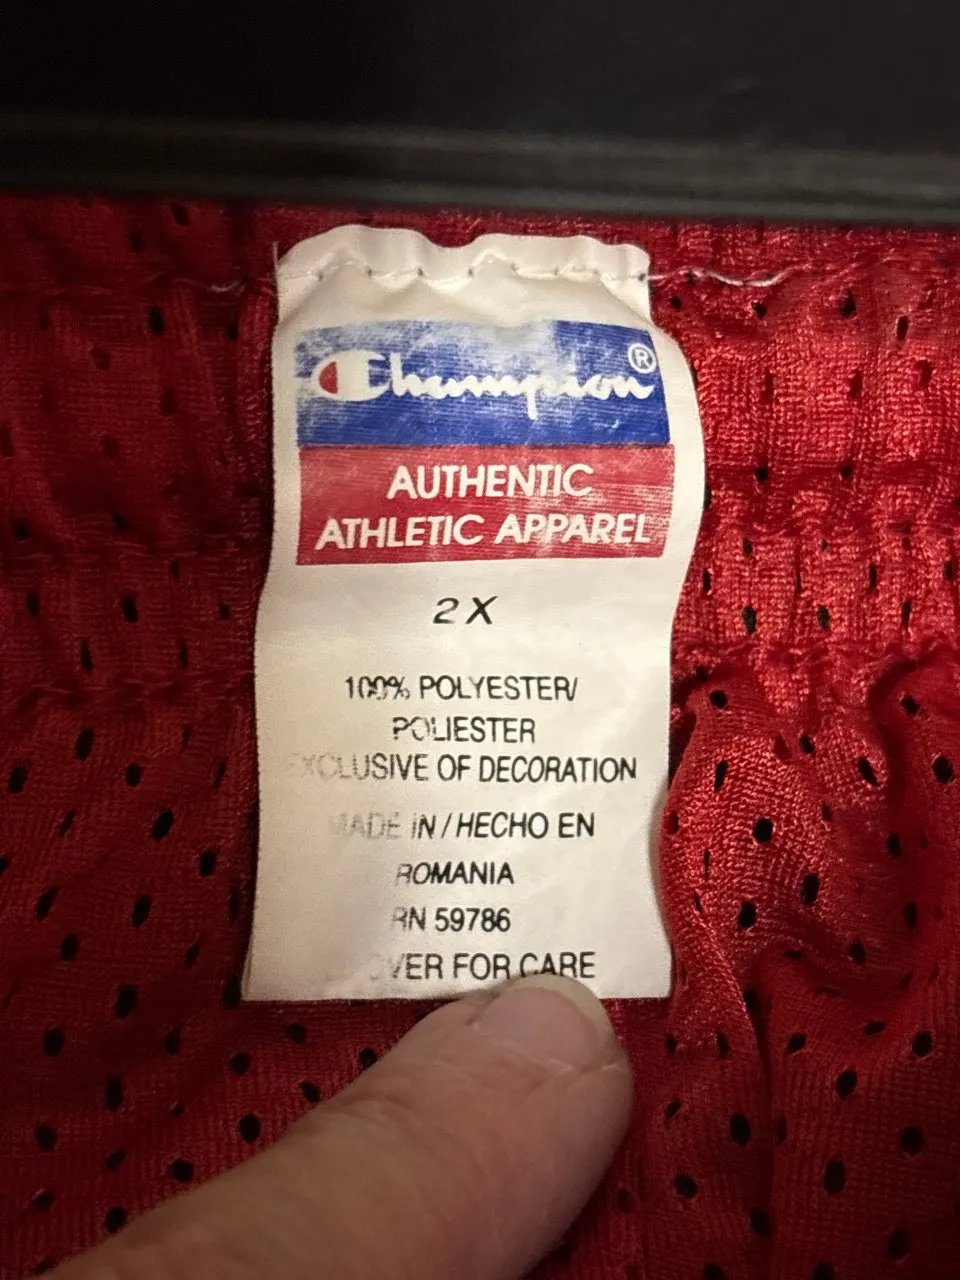 Champion®
AUTHENTIC
ATHLETIC APPAREL
2X
100% POLYESTER/
POLIESTER
EXCLUSIVE OF DECORATION
MADE IN / HECHO EN
ROMANIA
RN 59786
OVER FOR CARE